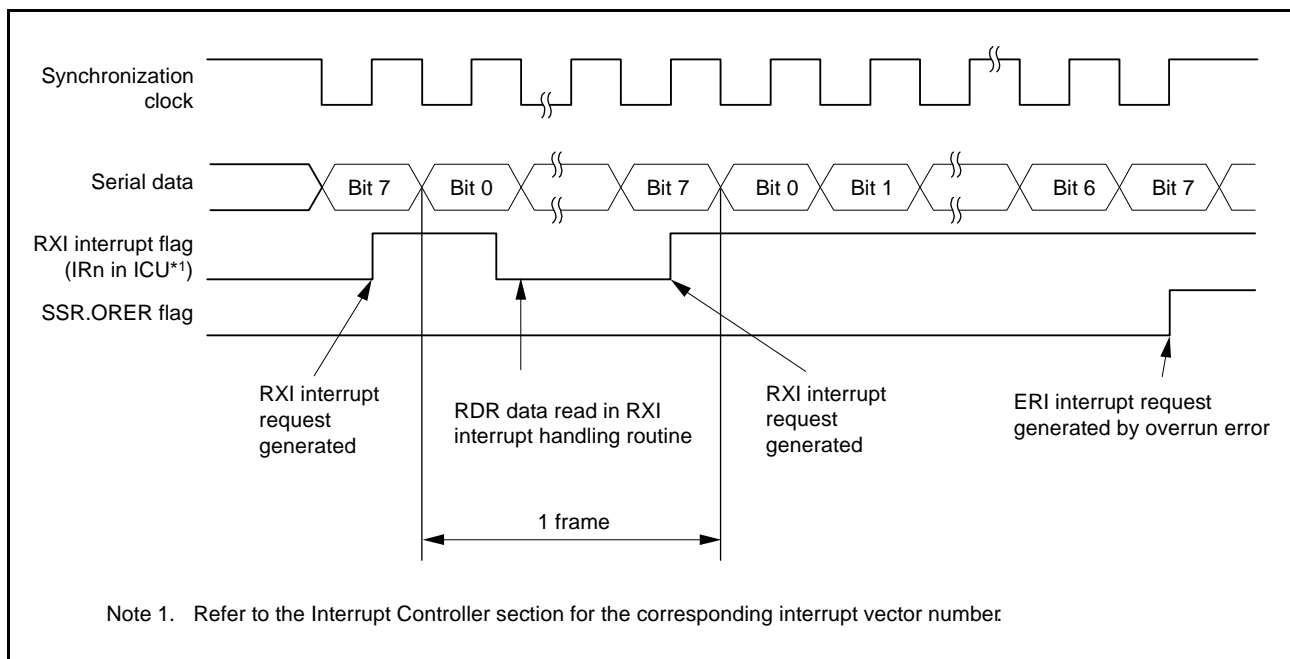 Synchronization
clock
Serial data
Bit 7
Bit 0
Bit 7
Bit 0
Bit 1
Bit 6
Bit 7
RXI interrupt flag
(IRn in ICU*1)
SSR.ORER flag
RXI interrupt
request
generated
RDR data read in RXI
interrupt handling routine
RXI interrupt
request
generated
ERI interrupt request
generated by overrun error
1 frame
Note 1. Refer to the Interrupt Controller section for the corresponding interrupt vector number.